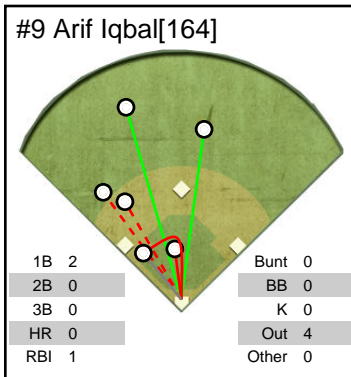 #9 Arif Iqbal[164]
1B 2 Bunt 0
2B 0 BB 0
3B 0 K 0
HR 0 Out 4
RBI 1 Other 0